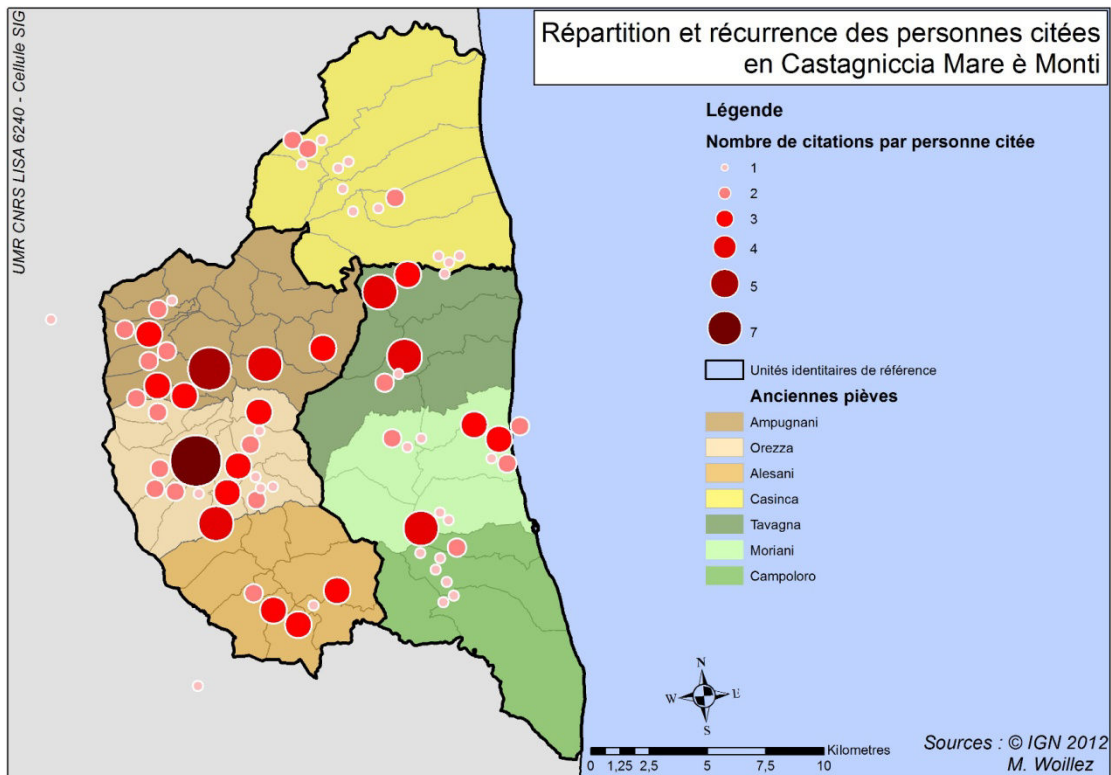 UMR CNRS LISA 6240 - Cellule SIG
Répartition et récurrence des personnes citées
en Castagniccia Mare è Monti
Légende
Nombre de citations par personne citée
1
2
3
4
5
7
Unités identitaires de référence
Anciennes pièves
Ampugnani
Orezza
Alesani
Casinca
Tavagna
Moriani
Campoloro
N
W
E
S
Kilometres
0 1,25 2,5 5 7,5 10
Sources : © IGN 2012
M. Woillez